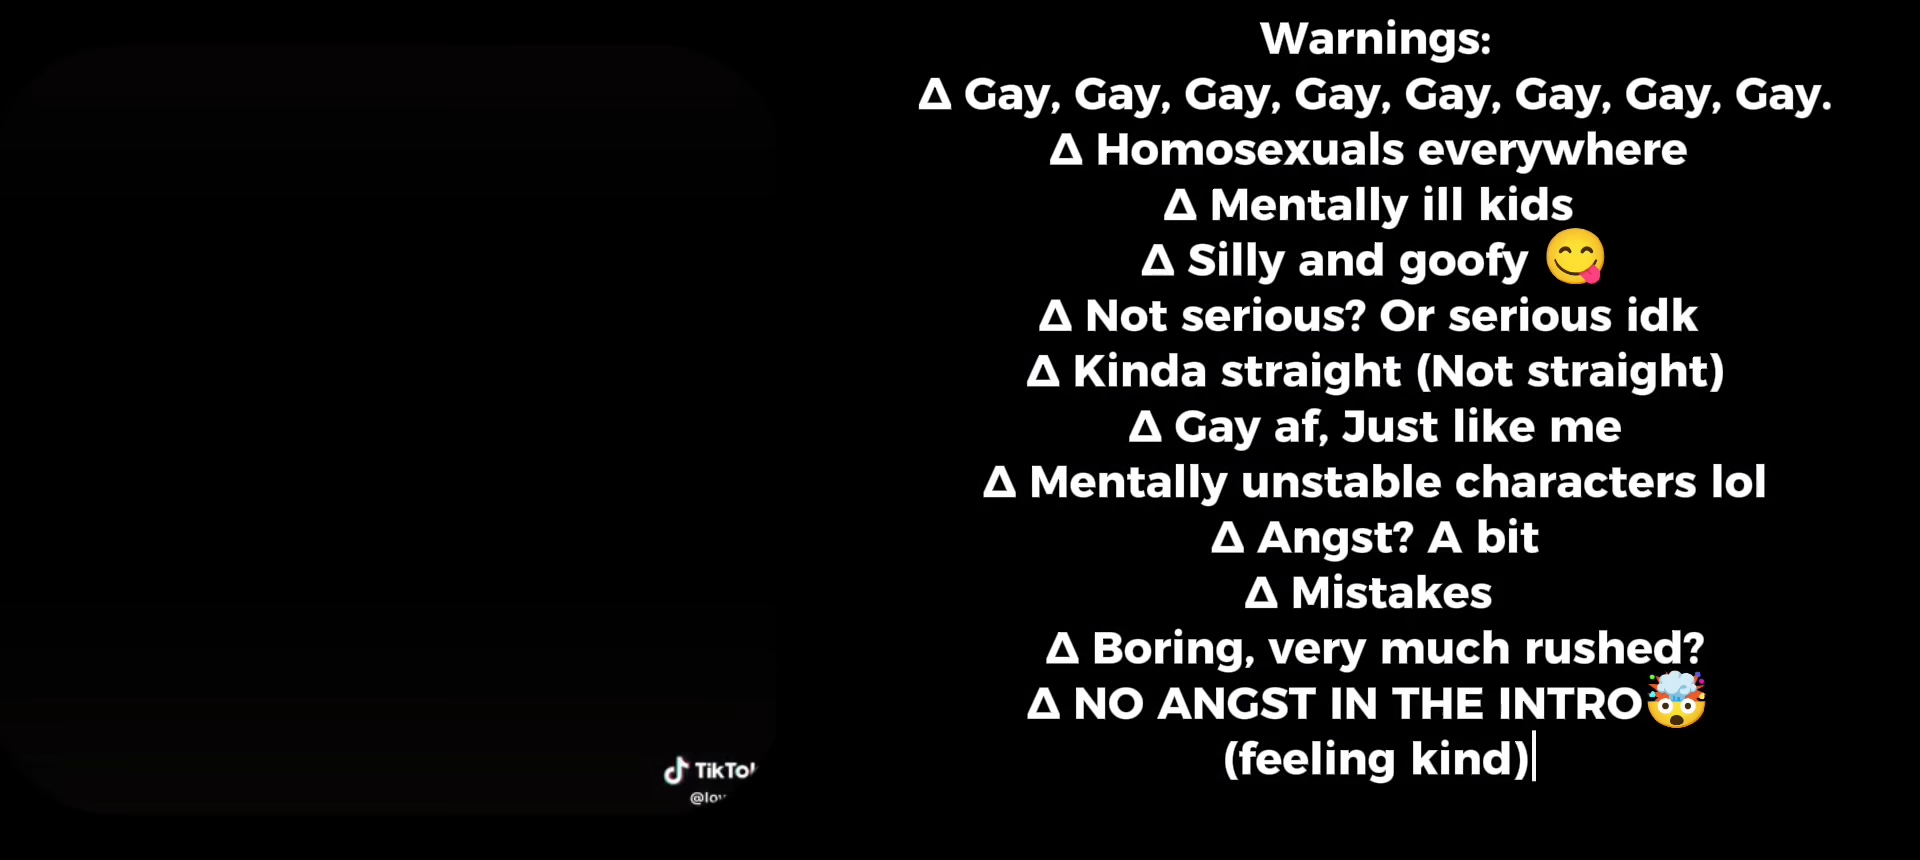 Warnings:
Δ Gay, Gay, Gay, Gay, Gay, Gay, Gay, Gay.
Δ Homosexuals everywhere
Δ Mentally ill kids
Δ Silly and goofy 😋
Δ Not serious? Or serious idk
Δ Kinda straight (Not straight)
Δ Gay af, Just like me
Δ Mentally unstable characters lol
Δ Angst? A bit
Δ Mistakes
Δ Boring, very much rushed?
Δ NO ANGST IN THE INTRO🤯
(feeling kind)
TikTok